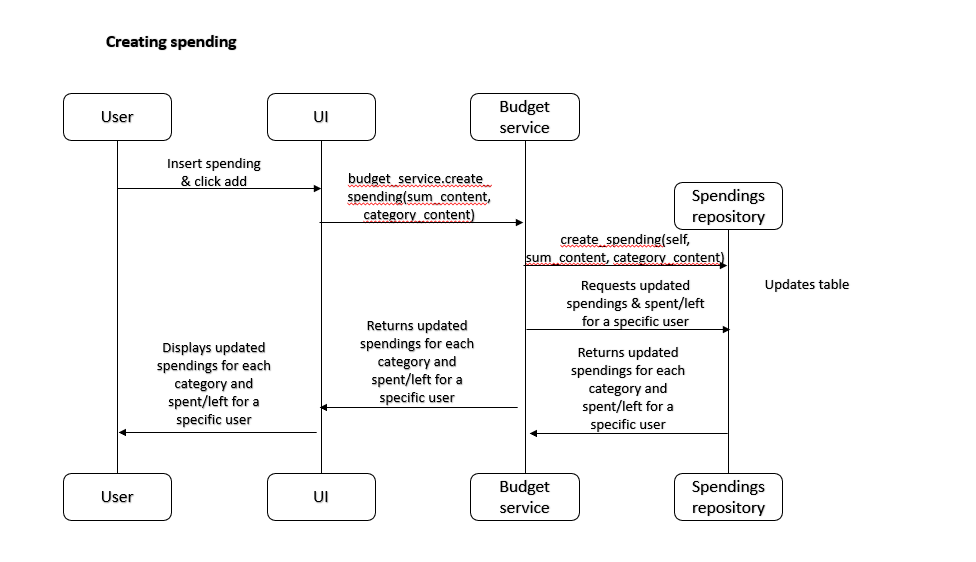 Creating spending
User
UI
Budget
service
Insert spending
& click add
budget_service.create_
spending(sum_content,
category_content)
Spendings
repository
create_spending(self,
sum_content, category_content)
Updates table
Requests updated
spendings & spent/left
for a specific user
Returns updated
spendings for each
category and
spent/left for a
specific user
Returns updated
spendings for each
category and
spent/left for a
specific user
Displays updated
spendings for each
category and
spent/left for a
specific user
User
UI
Budget
service
Spendings
repository